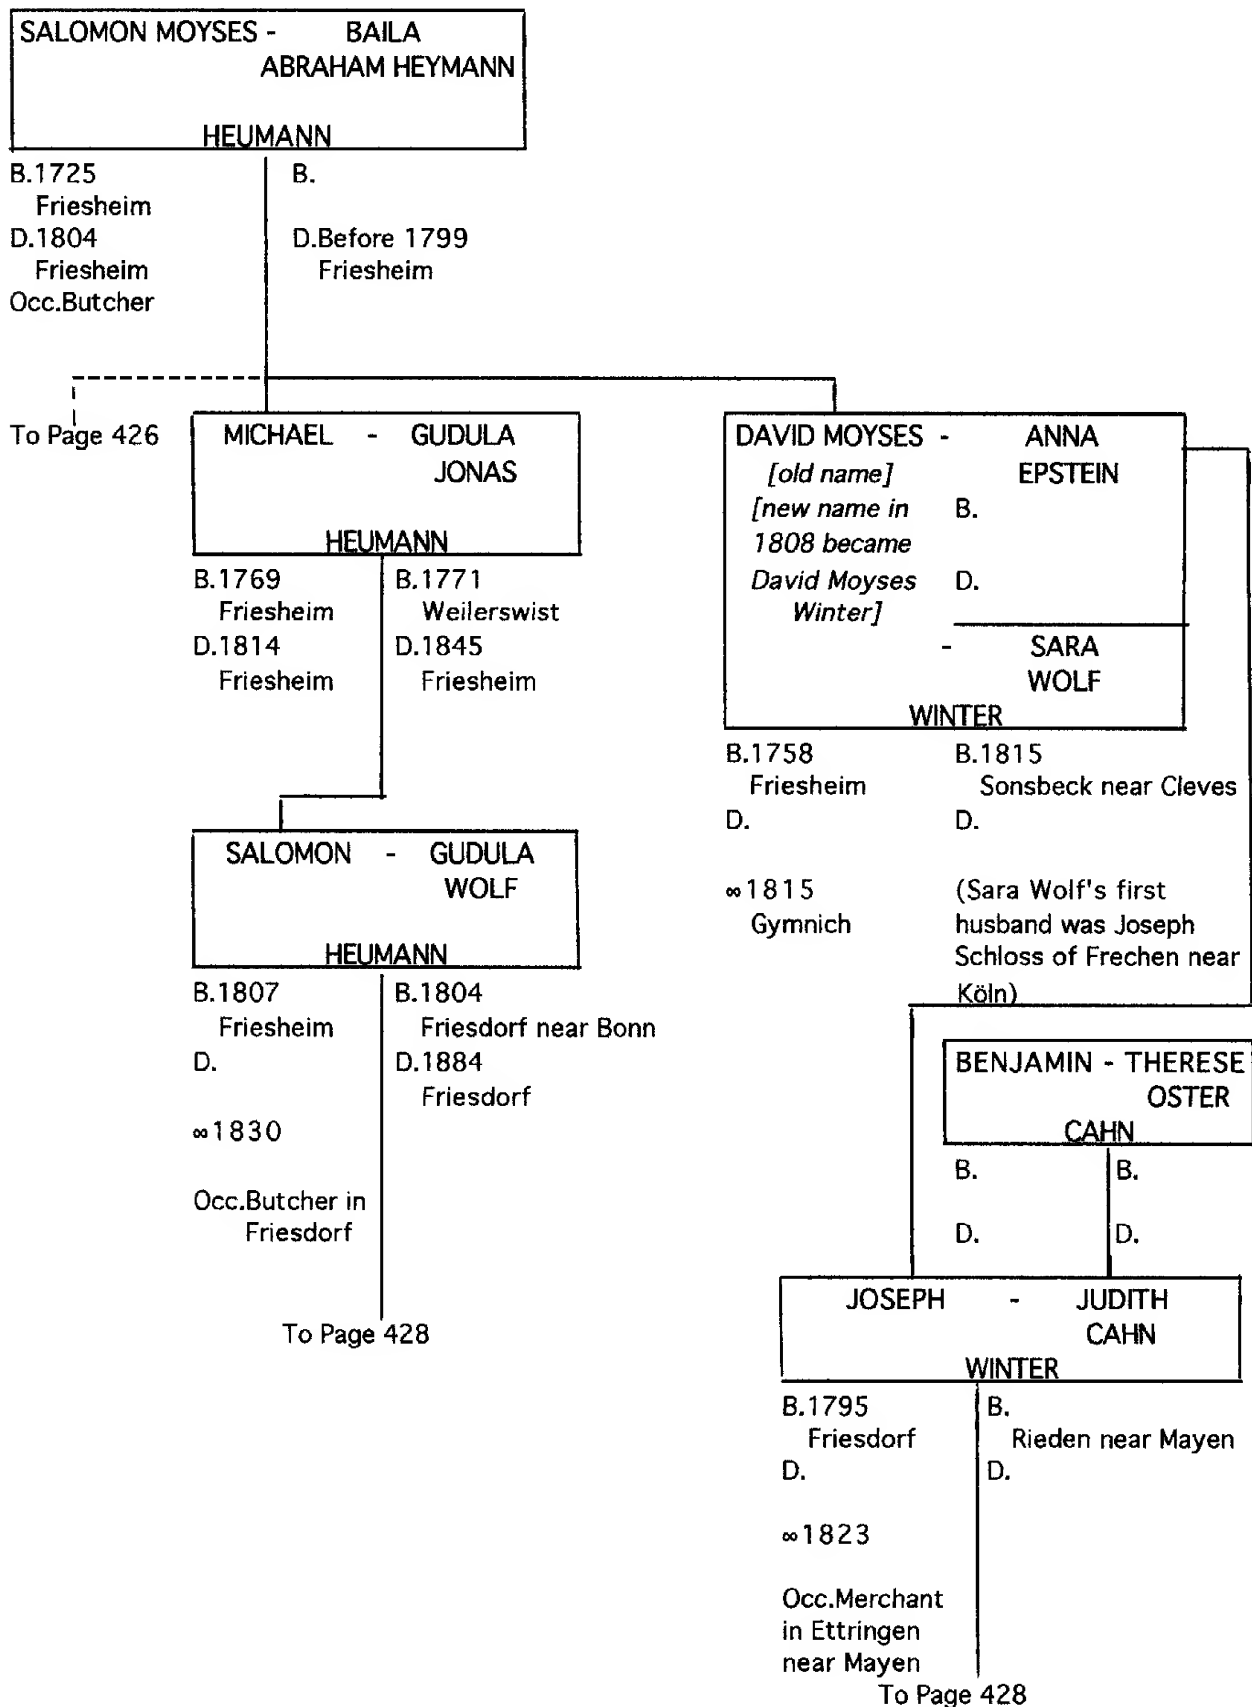 SALOMON MOYSES - BAILA
ABRAHAM HEYMANN
HEUMANN
B.1725
Friesheim
D.1804
Friesheim
Occ.Butcher
B.
D.Before 1799
Friesheim
To Page 426
MICHAEL - GUDULA
JONAS
HEUMANN
B.1769
Friesheim
D.1814
Friesheim
B.1771
Weilerswist
D.1845
Friesheim
SALOMON - GUDULA
WOLF
HEUMANN
B.1807
Friesheim
D.
∞1830
Occ.Butcher in
Friesdorf
B.1804
Friesdorf near Bonn
D.1884
Friesdorf
To Page 428
DAVID MOYSES - ANNA
EPSTEIN
[old name]
[new name in
1808 became
David Moyses
Winter]
B.
D.
- SARA
WOLF
WINTER
B.1758
Friesheim
D.
∞1815
Gymnich
B.1815
Sonsbeck near Cleves
D.
(Sara Wolf's first
husband was Joseph
Schloss of Frechen near
Köln)
BENJAMIN - THERESE
OSTER
CAHN
B.
D.
B.
D.
JOSEPH - JUDITH
CAHN
WINTER
B.1795
Friesdorf
D.
∞1823
Occ.Merchant
in Ettringen
near Mayen
B.
Rieden near Mayen
D.
To Page 428